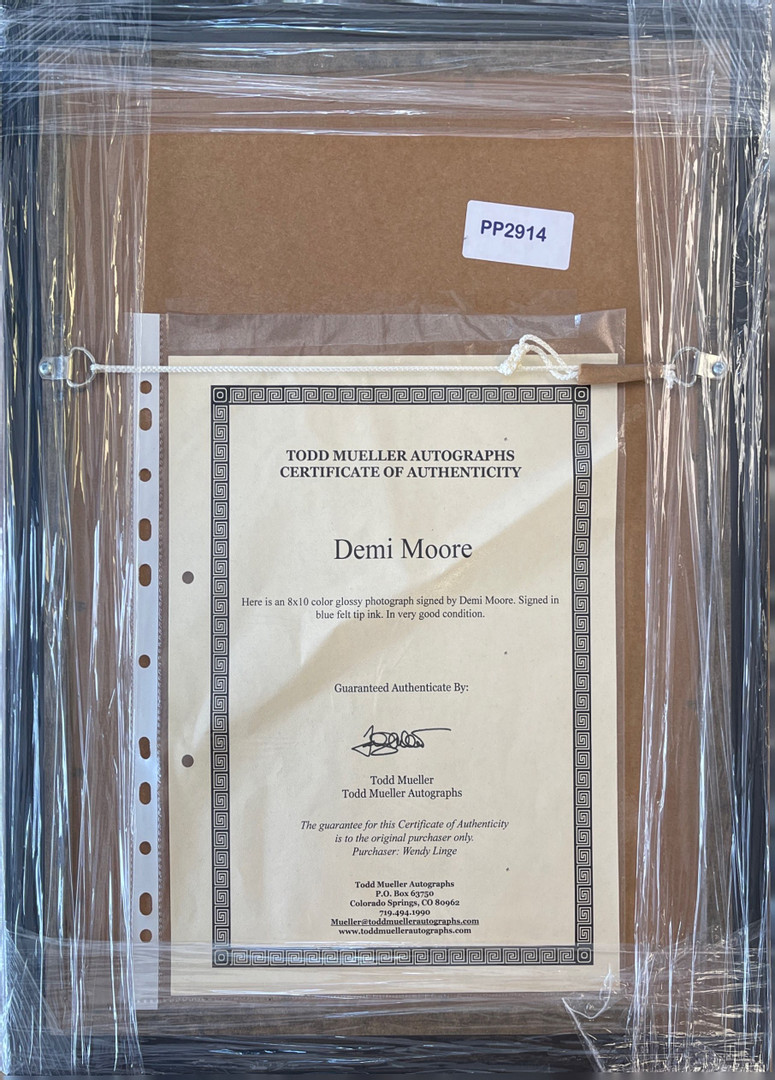 PP2914
TODD MUELLER AUTOGRAPHS
CERTIFICATE OF AUTHENTICITY
Demi Moore
Here is an 8x10 color glossy photograph signed by Demi Moore. Signed in
blue felt tip ink. In very good condition.
Guaranteed Authenticate By:
Todd Mueller
Todd Mueller Autographs
The guarantee for this Certificate of Authenticity
is to the original purchaser only.
Purchaser: Wendy Linge
Todd Mueller Autographs
P.O. Box 63750
Colorado Springs, CO 80962
719.494.1990
Mueller@toddmuellerautographs.com
www.toddmuellerautographs.com